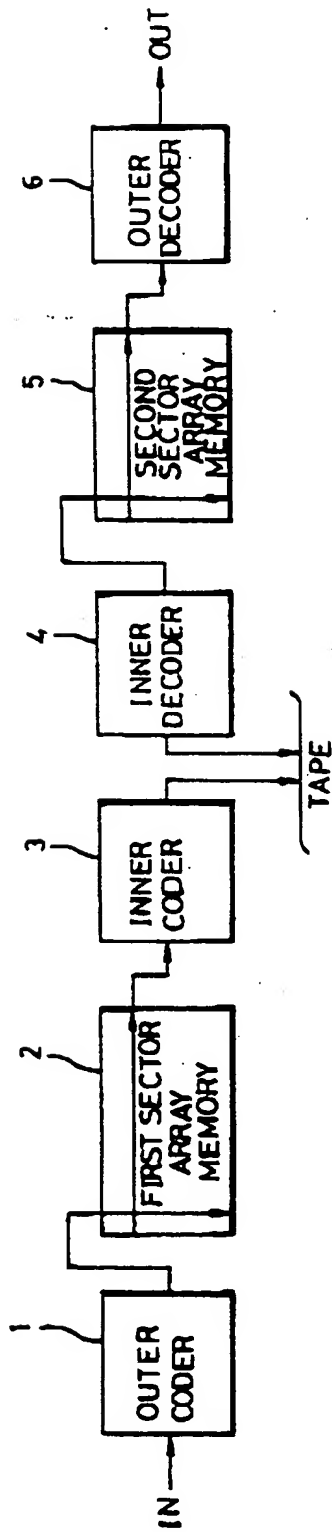 IN
1
OUTER
CODER
2
FIRST SECTOR
ARRAY
MEMORY
3
INNER
CODER
TAPE
4
INNER
DECODER
5
SECOND
SECTOR
ARRAY
MEMORY
6
OUTER
DECODER
OUT